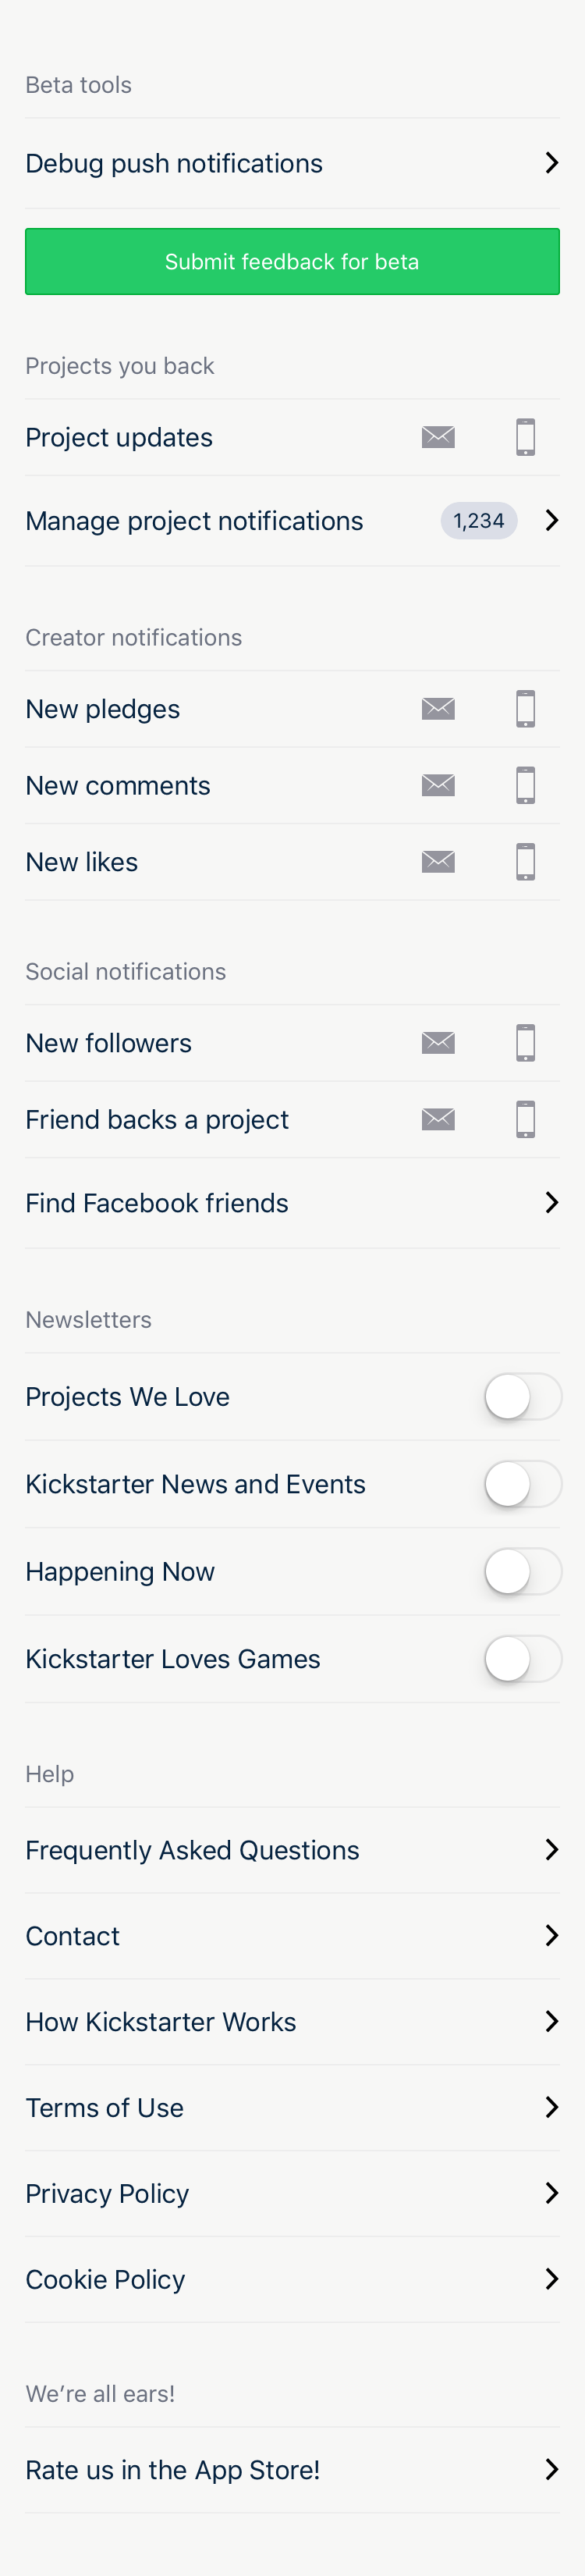 Beta tools
Debug push notifications
Submit feedback for beta
Projects you back
Project updates
Manage project notifications 1,234
Creator notifications
New pledges
New comments
New likes
Social notifications
New followers
Friend backs a project
Find Facebook friends
Newsletters
Projects We Love
Kickstarter News and Events
Happening Now
Kickstarter Loves Games
Help
Frequently Asked Questions
Contact
How Kickstarter Works
Terms of Use
Privacy Policy
Cookie Policy
We’re all ears!
Rate us in the App Store!